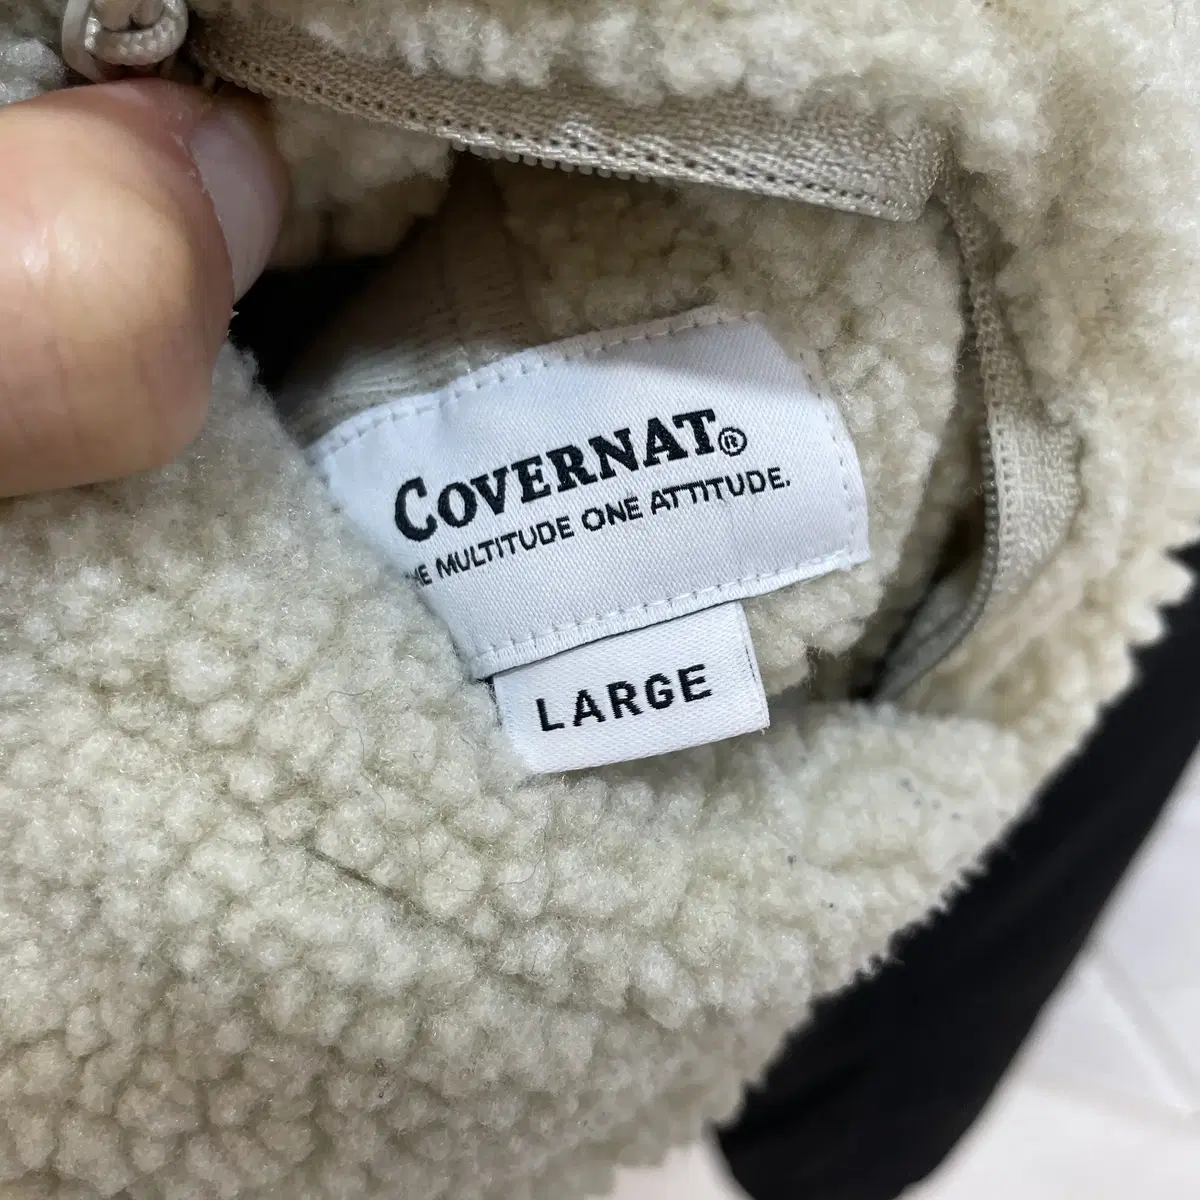 COVERNAT®
MULTITUDE ONE ATTITUDE.
LARGE